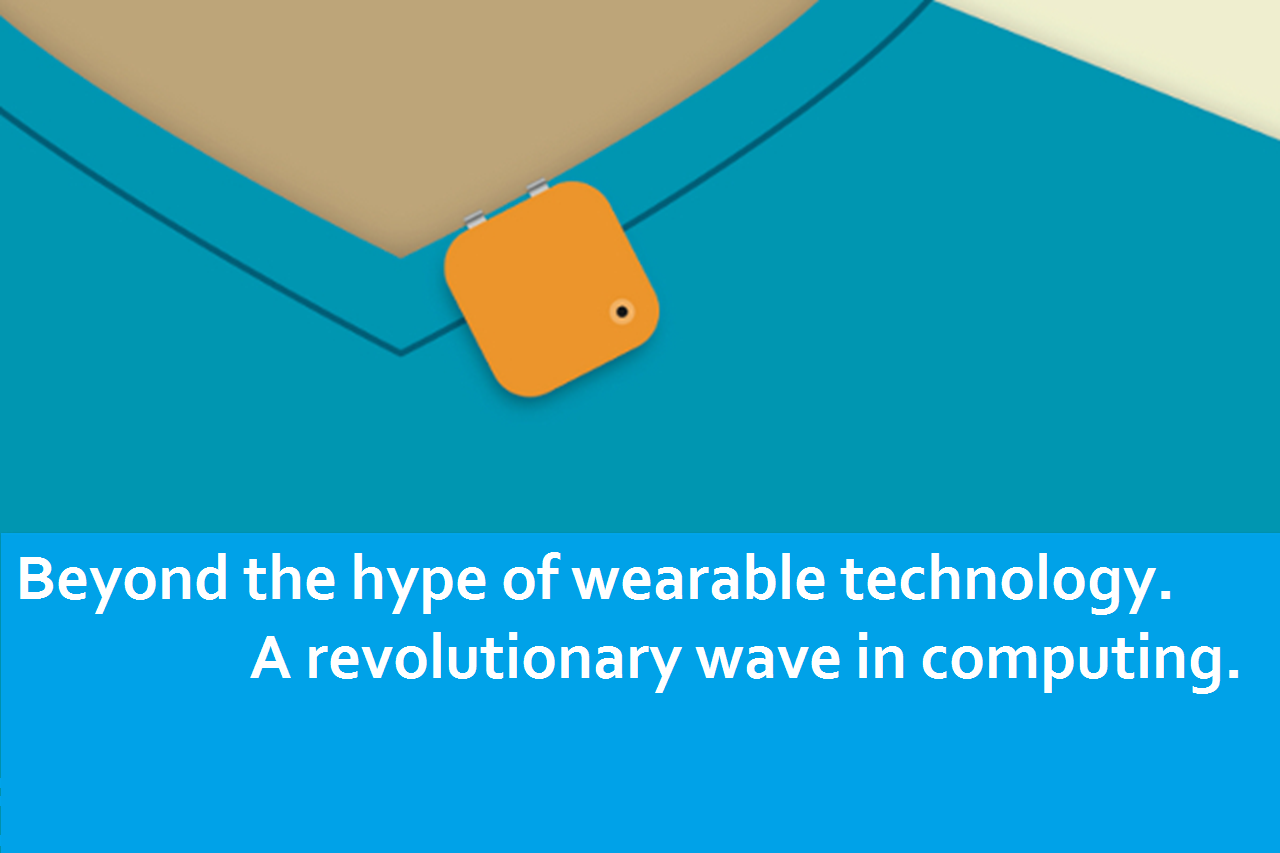 Beyond the hype of wearable technology.
A revolutionary wave in computing.